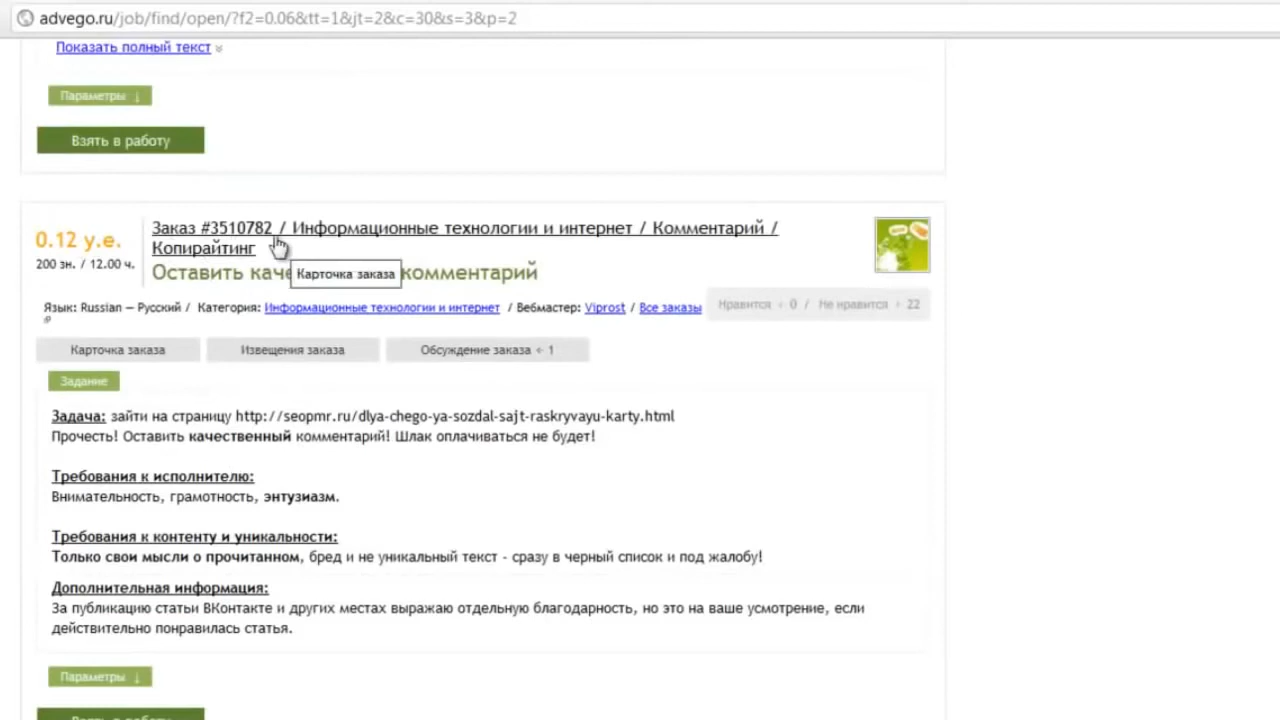 advego.ru/job/find/open/?f2=0.06&tt=1&jt=2&c=30&s=3&p=2
Показать полный текст
Параметры ↓
Взять в работу
0.12 у.е.
200 зн. / 12.00 ч.
Заказ #3510782 / Информационные технологии и интернет / Комментарий /
Копирайтинг
Карточка заказа
Оставить каче комментарий
Язык: Russian — Русский / Категория: Информационные технологии и интернет / Вебмастер: Viprost / Все заказы
Нравится + 0 / Не нравится + 22
Карточка заказа Извещения заказа Обсуждение заказа ← 1
Задание
Задача: зайти на страницу http://seopmr.ru/dlya-chego-ya-sozdal-sajt-raskryvayu-karty.html
Прочесть! Оставить качественный комментарий! Шлак оплачиваться не будет!
Требования к исполнителю:
Внимательность, грамотность, энтузиазм.
Требования к контенту и уникальности:
Только свои мысли о прочитанном, бред и не уникальный текст - сразу в черный список и под жалобу!
Дополнительная информация:
За публикацию статьи ВКонтакте и других местах выражаю отдельную благодарность, но это на ваше усмотрение, если
действительно понравилась статья.
Параметры ↓
Взять в работу